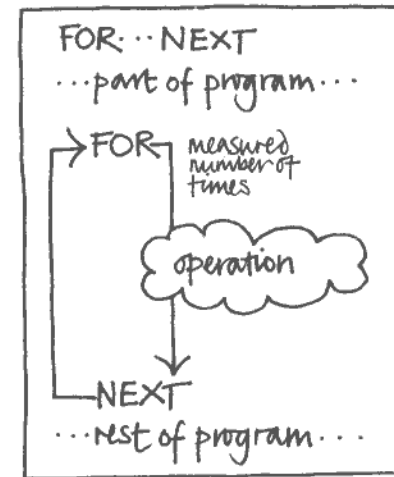 FOR...NEXT
...part of program...
FOR measured
number of
times
operation
NEXT
...rest of program...